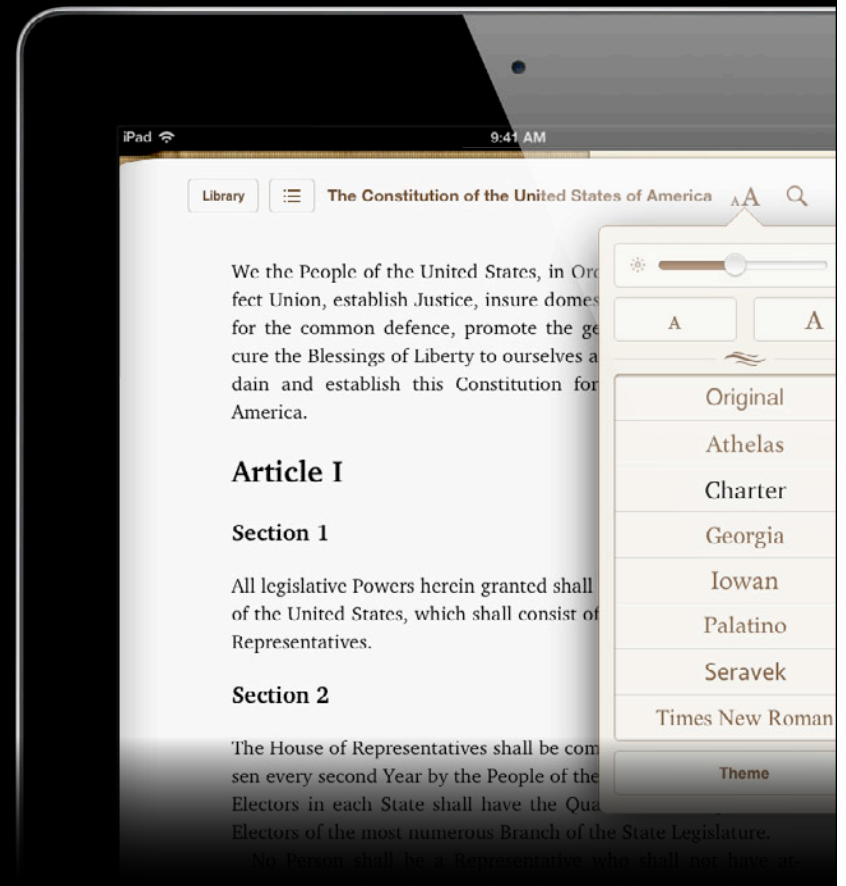 iPad
9:41 AM
Library
The Constitution of the United States of America
AA
We the People of the United States, in Ord
fect Union, establish Justice, insure domes
for the common defence, promote the ge
cure the Blessings of Liberty to ourselves a
dain and establish this Constitution for
America.
Article I
Section 1
All legislative Powers herein granted shall
of the United States, which shall consist of
Representatives.
Section 2
The House of Representatives shall be com
sen every second Year by the People of the
Electors in each State shall have the Qua
Electors of the most numerous Branch of the State Legislature.
No Person shall be a Representative who shall not have at-
A
A
Original
Athelas
Charter
Georgia
Iowan
Palatino
Seravek
Times New Roman
Theme